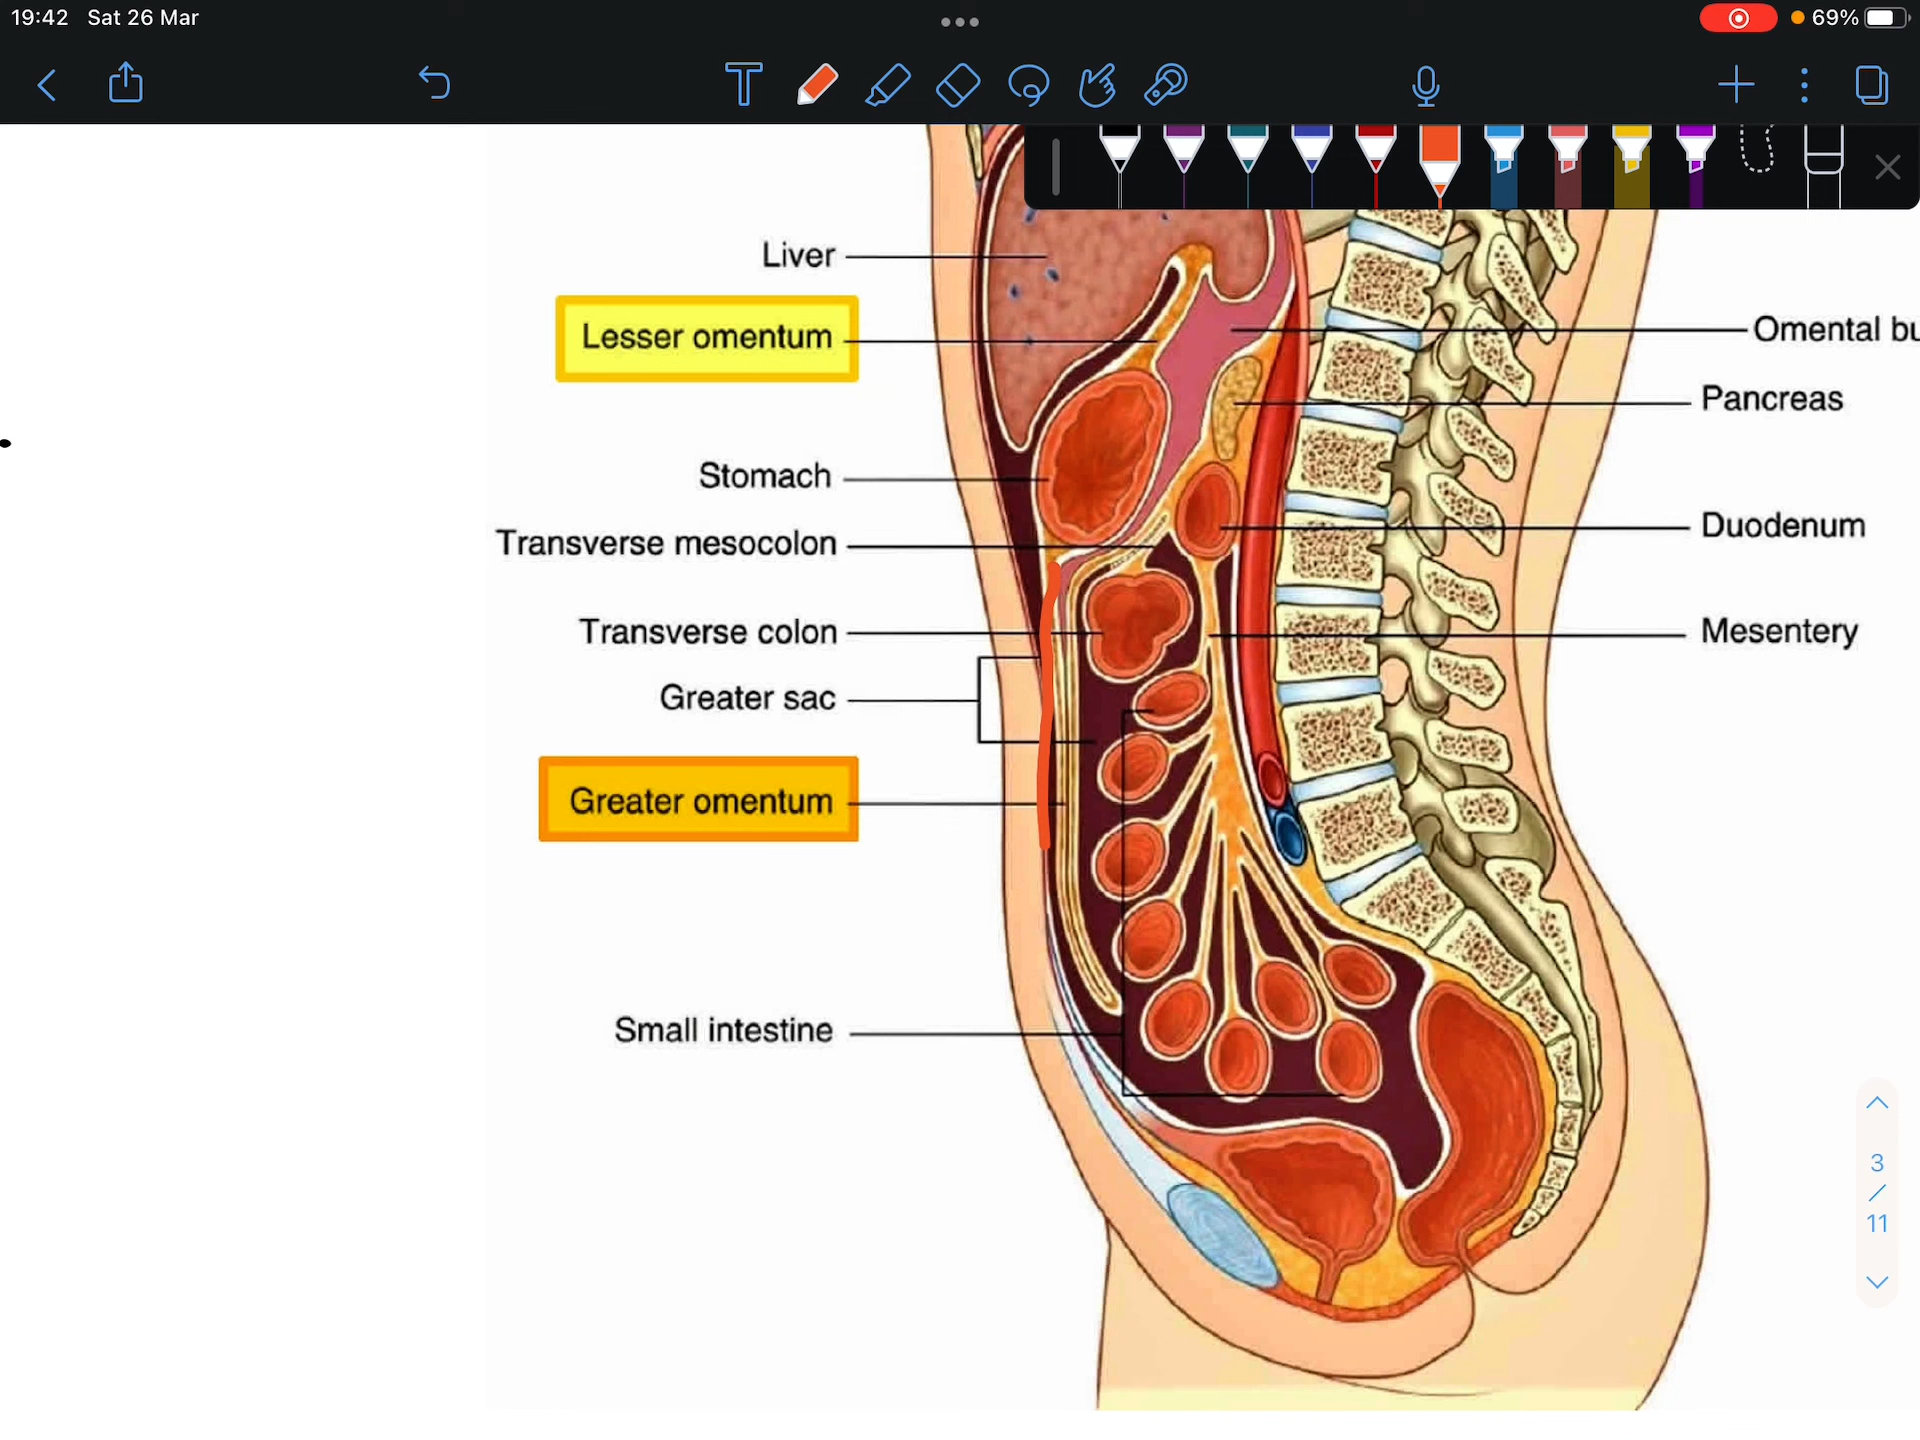 19:42 Sat 26 Mar
69%
Liver
Lesser omentum
Omental bu
Pancreas
Stomach
Duodenum
Transverse mesocolon
Transverse colon
Mesentery
Greater sac
Greater omentum
Small intestine
3
/
11